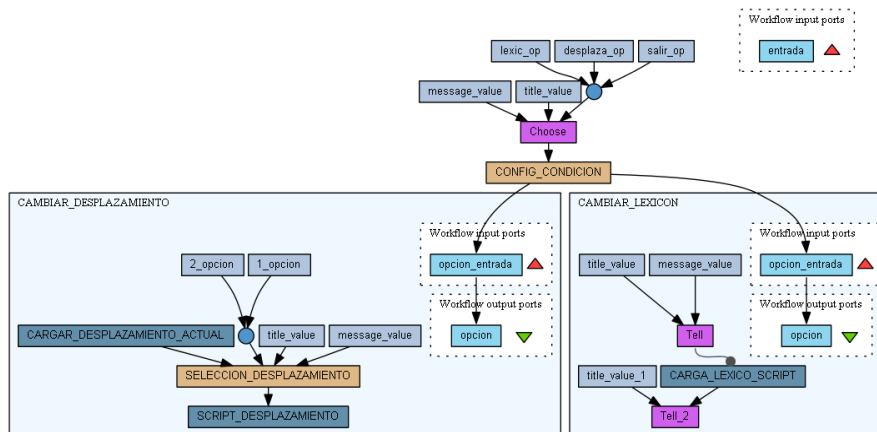 Workflow input ports
entrada
lexic_op
desplaza_op
salir_op
message_value
title_value
Choose
CONFIG_CONDICION
CAMBIAR_DESPLAZAMIENTO
Workflow input ports
opcion_entrada
Workflow output ports
opcion
2_opcion
1_opcion
CARGAR_DESPLAZAMIENTO_ACTUAL
title_value
message_value
SELECCION_DESPLAZAMIENTO
SCRIPT_DESPLAZAMIENTO
CAMBIAR_LEXICON
Workflow input ports
opcion_entrada
Workflow output ports
opcion
title_value
message_value
Tell
title_value_1
CARGA_LEXICO_SCRIPT
Tell_2